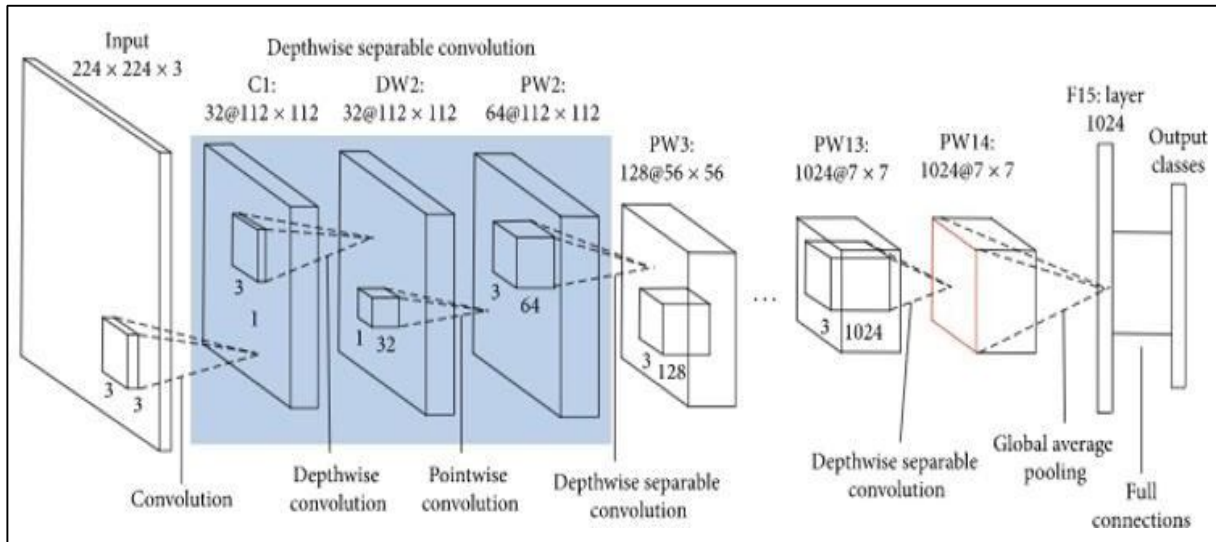 Input
224 × 224 × 3
Depthwise separable convolution
C1:
32@112 × 112
DW2:
32@112 × 112
PW2:
64@112 × 112
PW3:
128@56 × 56
PW13:
1024@7 × 7
PW14:
1024@7 × 7
F15: layer
1024
Output
classes
3
3
3
1
1
32
3
64
3
128
...
3
1024
Convolution
Depthwise
convolution
Pointwise
convolution
Depthwise separable
convolution
Depthwise separable
convolution
Global average
pooling
Full
connections